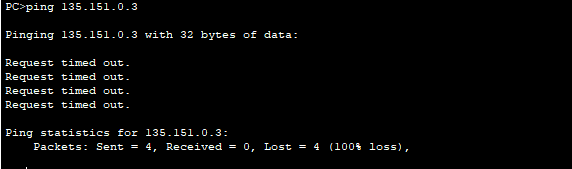 PC>ping 135.151.0.3
Pinging 135.151.0.3 with 32 bytes of data:
Request timed out.
Request timed out.
Request timed out.
Request timed out.
Ping statistics for 135.151.0.3:
Packets: Sent = 4, Received = 0, Lost = 4 (100% loss),